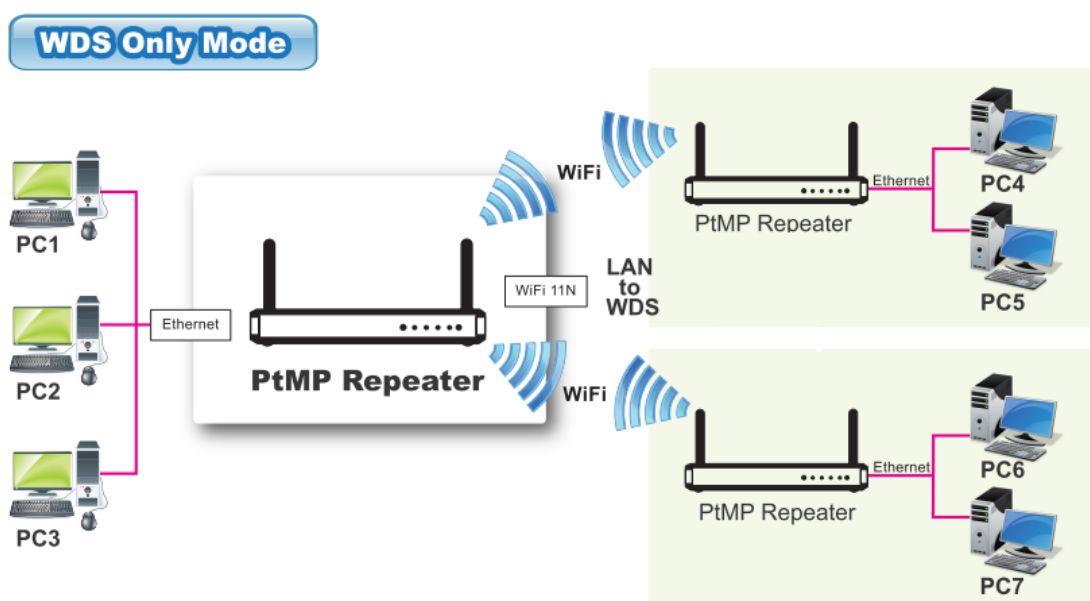 WDS Only Mode
PC1
PC2
PC3
Ethernet
PtMP Repeater
WiFi 11N
WiFi
WiFi
LAN
to
WDS
PtMP Repeater
Ethernet
PC4
PC5
PtMP Repeater
Ethernet
PC6
PC7